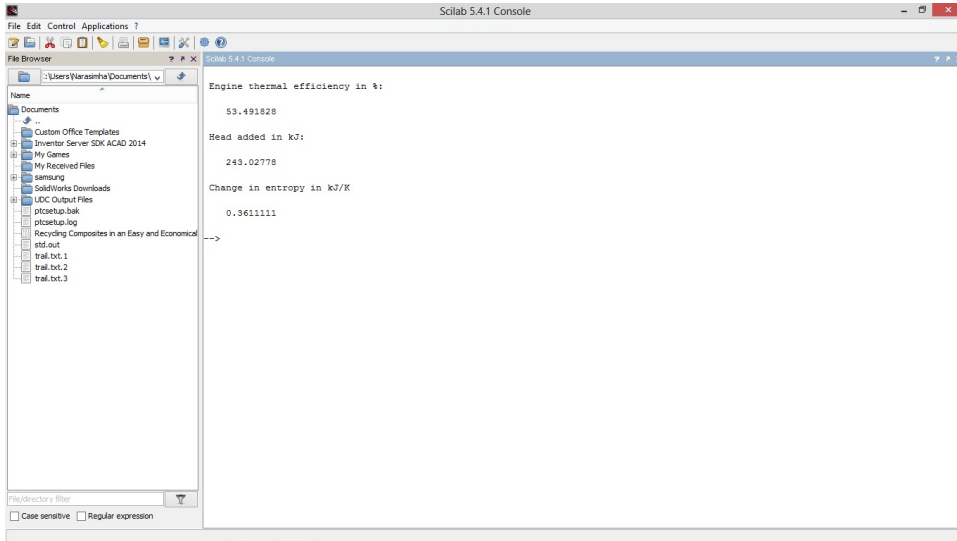 Scilab 5.4.1 Console
File Edit Control Applications ?
File Browser
? ↗ X
Scilab 5.4.1 Console
? ↗
:\Users\Narasimha\Documents\
Name
Documents
..
Custom Office Templates
Inventor Server SDK ACAD 2014
My Games
My Received Files
samsung
SolidWorks Downloads
UDC Output Files
ptcsetup.bak
ptcsetup.log
Recycling Composites in an Easy and Economical
std.out
trail.txt.1
trail.txt.2
trail.txt.3
Engine thermal efficiency in %:
53.491828
Head added in kJ:
243.02778
Change in entropy in kJ/K
0.3611111
-->
File/directory filter
Case sensitive
Regular expression